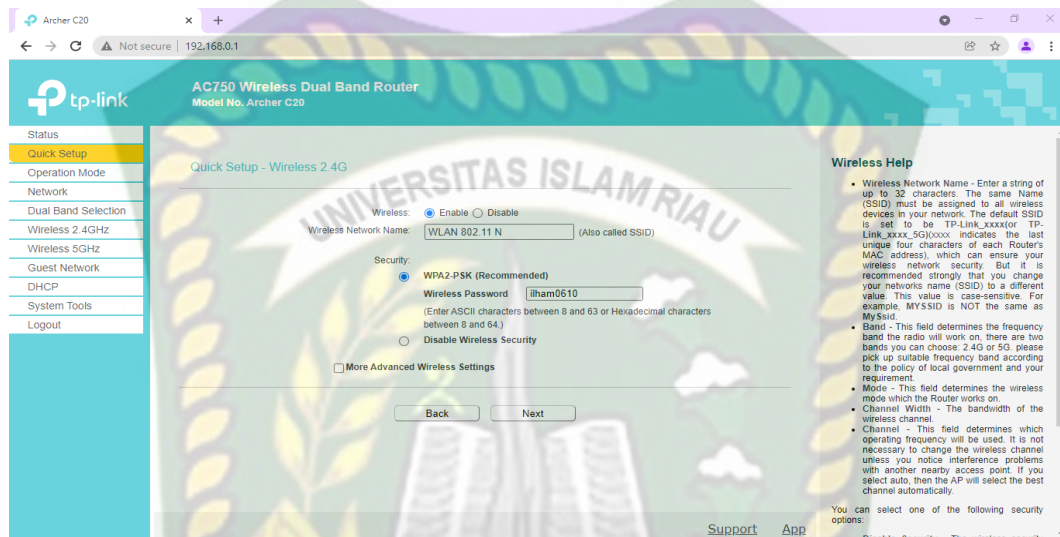 Archer C20
Not secure | 192.168.0.1
tp-link
AC750 Wireless Dual Band Router
Model No. Archer C20
Status
Quick Setup
Operation Mode
Network
Dual Band Selection
Wireless 2.4GHz
Wireless 5GHz
Guest Network
DHCP
System Tools
Logout
Quick Setup - Wireless 2.4G
UNIVERSITAS ISLAM RIAU
Wireless: Enable Disable
Wireless Network Name: WLAN 802.11 N (Also called SSID)
Security:
WPA2-PSK (Recommended)
Wireless Password ilham0610
(Enter ASCII characters between 8 and 63 or Hexadecimal characters
between 8 and 64.)
Disable Wireless Security
More Advanced Wireless Settings
Back Next
Support App
Wireless Help
Wireless Network Name - Enter a string of
up to 32 characters. The same Name
(SSID) must be assigned to all wireless
devices in your network. The default SSID
is set to be TP-Link_xxxx(or TP-
Link_xxxx_5G)(xxxx indicates the last
unique four characters of each Router's
MAC address), which can ensure your
wireless network security. But it is
recommended strongly that you change
your networks name (SSID) to a different
value. This value is case-sensitive. For
example, MYSSID is NOT the same as
MySsid.
Band - This field determines the frequency
band the radio will work on, there are two
bands you can choose: 2.4G or 5G. please
pick up suitable frequency band according
to the policy of local government and your
requirement.
Mode - This field determines the wireless
mode which the Router works on.
Channel Width - The bandwidth of the
wireless channel.
Channel - This field determines which
operating frequency will be used. It is not
necessary to change the wireless channel
unless you notice interference problems
with another nearby access point. If you
select auto, then the AP will select the best
channel automatically.
You can select one of the following security
options: